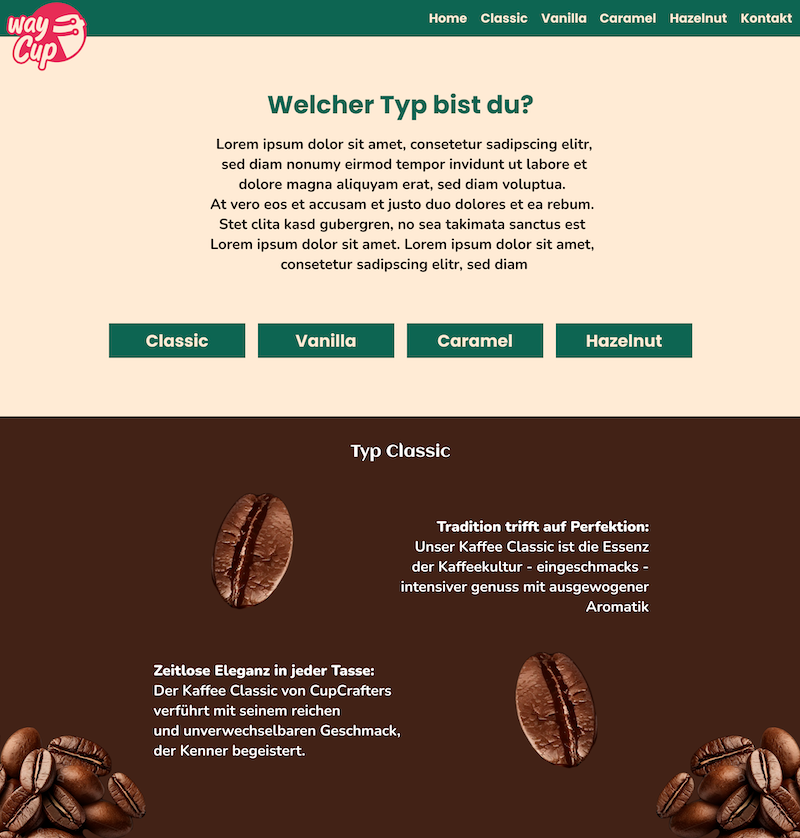 way
Cup
Home Classic Vanilla Caramel Hazelnut Kontakt
Welcher Typ bist du?
Lorem ipsum dolor sit amet, consetetur sadipscing elitr,
sed diam nonumy eirmod tempor invidunt ut labore et
dolore magna aliquyam erat, sed diam voluptua.
At vero eos et accusam et justo duo dolores et ea rebum.
Stet clita kasd gubergren, no sea takimata sanctus est
Lorem ipsum dolor sit amet. Lorem ipsum dolor sit amet,
consetetur sadipscing elitr, sed diam
Classic Vanilla Caramel Hazelnut
Typ Classic
Tradition trifft auf Perfektion:
Unser Kaffee Classic ist die Essenz
der Kaffeekultur - eingeschmacks -
intensiver genuss mit ausgewogener
Aromatik
Zeitlose Eleganz in jeder Tasse:
Der Kaffee Classic von CupCrafters
verführt mit seinem reichen
und unverwechselbaren Geschmack,
der Kenner begeistert.